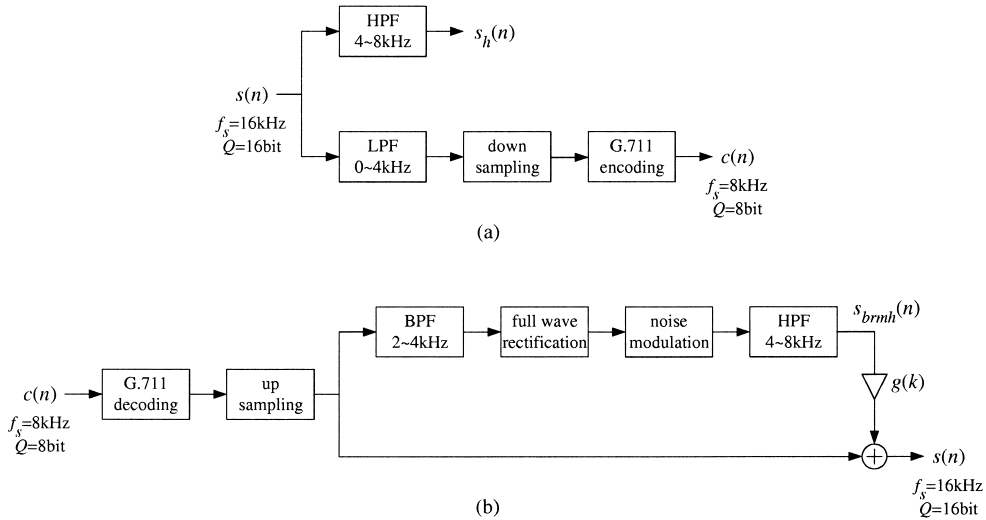 HPF
4~8kHz
s_h(n)
s(n)
f_s=16kHz
Q=16bit
LPF
0~4kHz
down
sampling
G.711
encoding
c(n)
f_s=8kHz
Q=8bit
(a)
BPF
2~4kHz
full wave
rectification
noise
modulation
HPF
4~8kHz
s_brmh(n)
g(k)
c(n)
f_s=8kHz
Q=8bit
G.711
decoding
up
sampling
+
s(n)
f_s=16kHz
Q=16bit
(b)